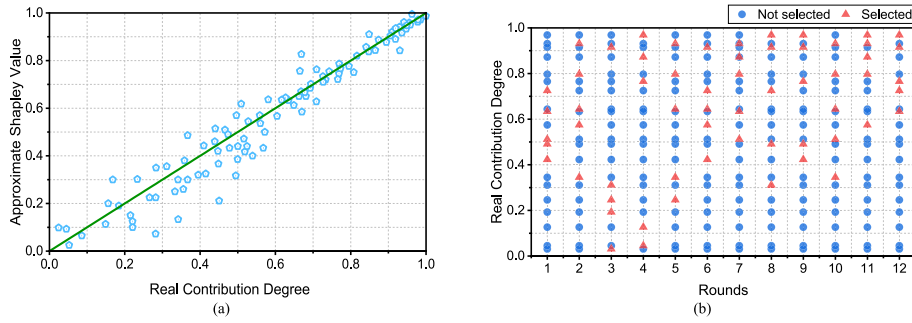 Approximate Shapley Value
1.0
0.8
0.6
0.4
0.2
0.0
0.0 0.2 0.4 0.6 0.8 1.0
Real Contribution Degree
(a)
Not selected Selected
Real Contribution Degree
1.0
0.8
0.6
0.4
0.2
0.0
1 2 3 4 5 6 7 8 9 10 11 12
Rounds
(b)